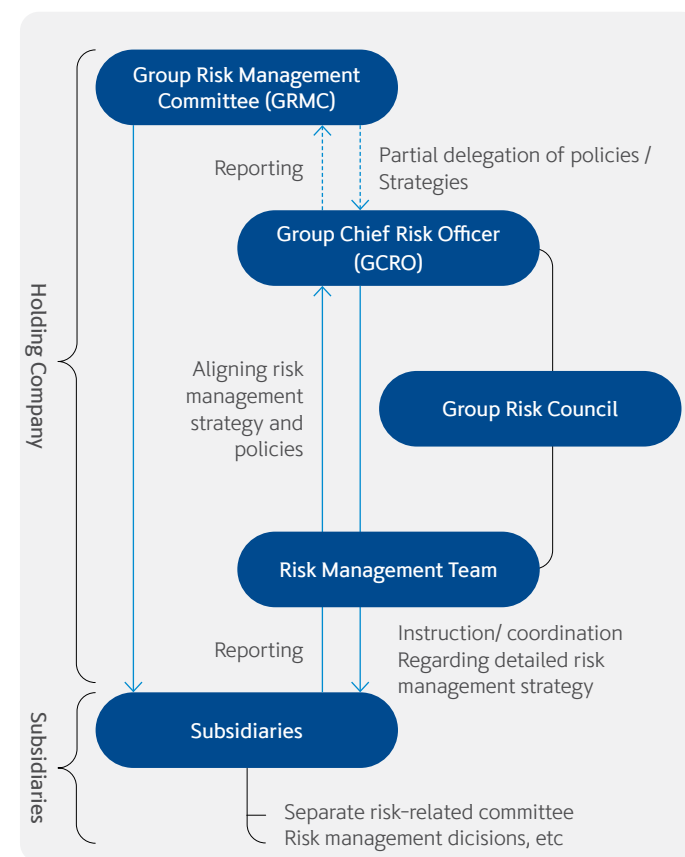 Group Risk Management
Committee (GRMC)
Reporting
Partial delegation of policies /
Strategies
Group Chief Risk Officer
(GCRO)
Holding Company
Aligning risk
management
strategy and
policies
Group Risk Council
Risk Management Team
Reporting
Instruction/ coordination
Regarding detailed risk
management strategy
Subsidiaries
Subsidiaries
Separate risk-related committee
Risk management dicisions, etc